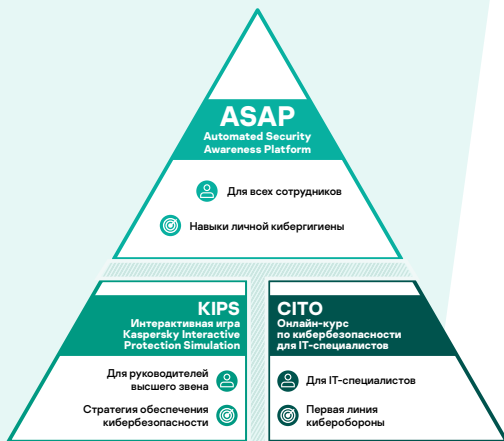 ASAP
Automated Security
Awareness Platform
Для всех сотрудников
Навыки личной кибергигиены
KIPS
Интерактивная игра
Kaspersky Interactive
Protection Simulation
Для руководителей
высшего звена
Стратегия обеспечения
кибербезопасности
CITO
Онлайн-курс
по кибербезопасности
для IT-специалистов
Для IT-специалистов
Первая линия
киберобороны